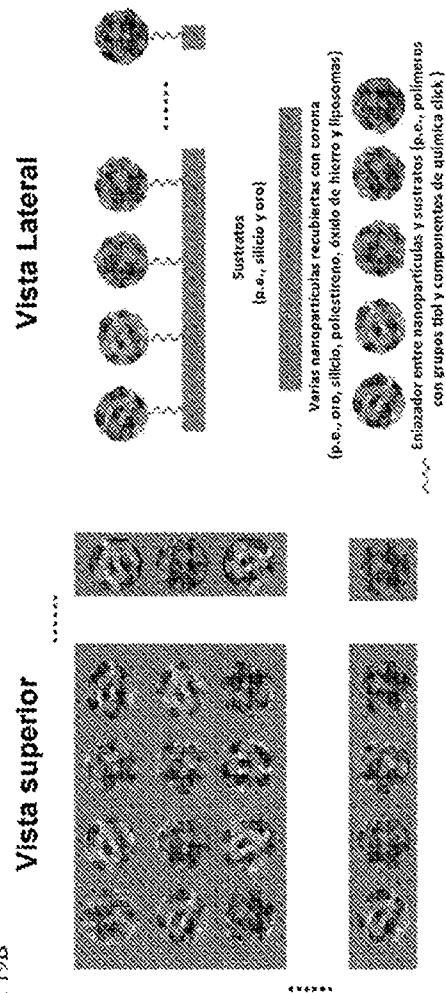 Vista superior
Vista Lateral
Sustratos
(p.e., silicio y oro)
Varias nanopartículas recubiertas con corona
(p.e., oro, silicio, poliestireno, óxido de hierro y liposomas)
Enlazador entre nanopartículas y sustratos (p.e., polímeros
con grupos tiol y componentes de química click )